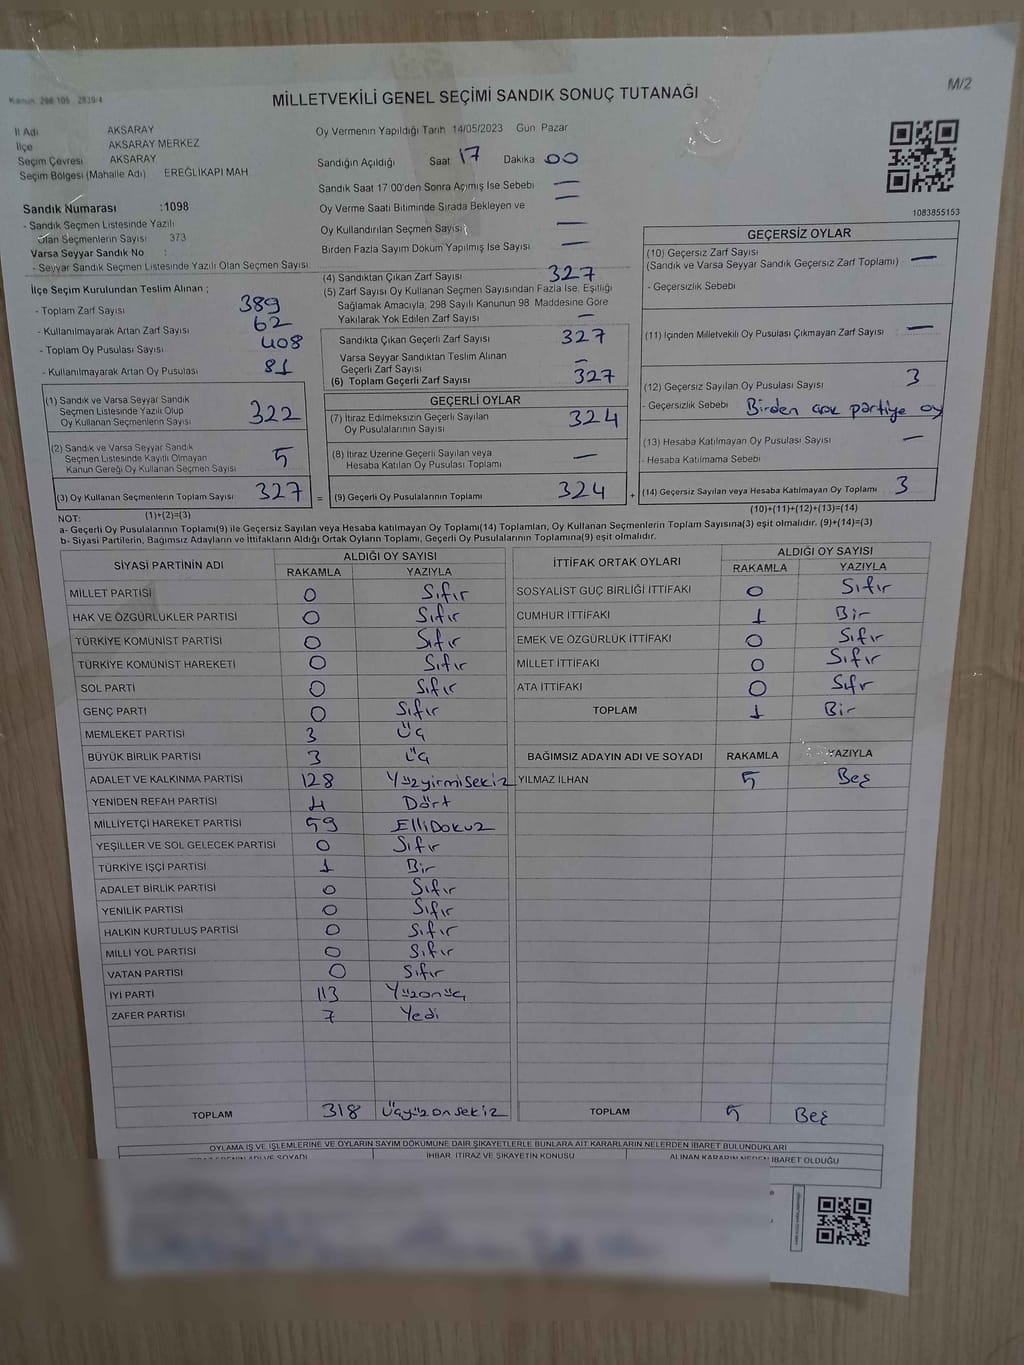 Kanun: 298 105 2839/4
M/2
MİLLETVEKİLİ GENEL SEÇİMİ SANDIK SONUÇ TUTANAĞI
İl Adı AKSARAY
İlçe AKSARAY MERKEZ
Seçim Çevresi AKSARAY
Seçim Bölgesi (Mahalle Adı) EREĞLİKAPI MAH
Sandık Numarası :1098
- Sandık Seçmen Listesinde Yazılı
Olan Seçmenlerin Sayısı 373
Varsa Seyyar Sandık No :
- Seyyar Sandık Seçmen Listesinde Yazılı Olan Seçmen Sayısı:
Oy Vermenin Yapıldığı Tarih 14/05/2023 Gün Pazar
Sandığın Açıldığı Saat 17 Dakika 00
Sandık Saat 17:00'den Sonra Açımış İse Sebebi —
Oy Verme Saati Bitiminde Sırada Bekleyen ve
Oy Kullandırılan Seçmen Sayısı —
Birden Fazla Sayım Döküm Yapılmış İse Sayısı —
1083855153
İlçe Seçim Kurulundan Teslim Alınan ;
- Toplam Zarf Sayısı 389
- Kullanılmayarak Artan Zarf Sayısı 62
- Toplam Oy Pusulası Sayısı 408
- Kullanılmayarak Artan Oy Pusulası 81
(4) Sandıktan Çıkan Zarf Sayısı 327
(5) Zarf Sayısı Oy Kullanan Seçmen Sayısından Fazla İse, Eşitliği
Sağlamak Amacıyla, 298 Sayılı Kanunun 98. Maddesine Göre
Yakılarak Yok Edilen Zarf Sayısı —
Sandıkta Çıkan Geçerli Zarf Sayısı 327
Varsa Seyyar Sandıktan Teslim Alınan
Geçerli Zarf Sayısı —
(6) Toplam Geçerli Zarf Sayısı 327
GEÇERSİZ OYLAR
(10) Geçersiz Zarf Sayısı
(Sandık ve Varsa Seyyar Sandık Geçersiz Zarf Toplamı) —
- Geçersizlik Sebebi
(11) İçinden Milletvekili Oy Pusulası Çıkmayan Zarf Sayısı —
(12) Geçersiz Sayılan Oy Pusulası Sayısı 3
- Geçersizlik Sebebi Birden çok partiye oy
(13) Hesaba Katılmayan Oy Pusulası Sayısı —
- Hesaba Katılmama Sebebi
(14) Geçersiz Sayılan veya Hesaba Katılmayan Oy Toplamı 3
(10)+(11)+(12)+(13)=(14)
(1) Sandık ve Varsa Seyyar Sandık
Seçmen Listesinde Yazılı Olup
Oy Kullanan Seçmenlerin Sayısı 322
(2) Sandık ve Varsa Seyyar Sandık
Seçmen Listesinde Kayıtlı Olmayan
Kanun Gereği Oy Kullanan Seçmen Sayısı 5
(3) Oy Kullanan Seçmenlerin Toplam Sayısı 327 =
(1)+(2)=(3)
GEÇERLİ OYLAR
(7) İtiraz Edilmeksizin Geçerli Sayılan
Oy Pusulalarının Sayısı 324
(8) İtiraz Üzerine Geçerli Sayılan veya
Hesaba Katılan Oy Pusulası Toplamı —
(9) Geçerli Oy Pusulalarının Toplamı 324 +
NOT:
a- Geçerli Oy Pusulaları Toplamı(9) ile Geçersiz Sayılan veya Hesaba katılmayan Oy Toplamı(14) Toplamları, Oy Kullanan Seçmenlerin Toplam Sayısına(3) eşit olmalıdır. (9)+(14)=(3)
b- Siyasi Partilerin, Bağımsız Adayların ve İttifakların Aldığı Ortak Oyların Toplamı, Geçerli Oy Pusulalarının Toplamına(9) eşit olmalıdır.
SİYASİ PARTİNİN ADI ALDIĞI OY SAYISI
RAKAMLA YAZIYLA
MİLLET PARTİSİ 0 Sıfır
HAK VE ÖZGÜRLÜKLER PARTİSİ 0 Sıfır
TÜRKİYE KOMÜNİST PARTİSİ 0 Sıfır
TÜRKİYE KOMÜNİST HAREKETİ 0 Sıfır
SOL PARTİ 0 Sıfır
GENÇ PARTİ 0 Sıfır
MEMLEKET PARTİSİ 3 Üç
BÜYÜK BİRLİK PARTİSİ 3 Üç
ADALET VE KALKINMA PARTİSİ 128 Yüzyirmisekiz
YENİDEN REFAH PARTİSİ 4 Dört
MİLLİYETÇİ HAREKET PARTİSİ 59 ElliDokuz
YEŞİLLER VE SOL GELECEK PARTİSİ 0 Sıfır
TÜRKİYE İŞÇİ PARTİSİ 1 Bir
ADALET BİRLİK PARTİSİ 0 Sıfır
YENİLİK PARTİSİ 0 Sıfır
HALKIN KURTULUŞ PARTİSİ 0 Sıfır
MİLLİ YOL PARTİSİ 0 Sıfır
VATAN PARTİSİ 0 Sıfır
İYİ PARTİ 113 Yüzonüç
ZAFER PARTİSİ 7 Yedi
TOPLAM 318 Üçyüzonsekiz
İTTİFAK ORTAK OYLARI ALDIĞI OY SAYISI
RAKAMLA YAZIYLA
SOSYALİST GÜÇ BİRLİĞİ İTTİFAKI 0 Sıfır
CUMHUR İTTİFAKI 1 Bir
EMEK VE ÖZGÜRLÜK İTTİFAKI 0 Sıfır
MİLLET İTTİFAKI 0 Sıfır
ATA İTTİFAKI 0 Sıfr
TOPLAM 1 Bir
BAĞIMSIZ ADAYIN ADI VE SOYADI RAKAMLA YAZIYLA
YILMAZ İLHAN 5 Beş
TOPLAM 5 Beş
OYLAMA İŞ VE İŞLEMLERİNE VE OYLARIN SAYIM DÖKÜMÜNE DAİR ŞİKAYETLERLE BUNLARA AİT KARARLARIN NELERDEN İBARET BULUNDUKLARI
İHBAR, İTİRAZ VE ŞİKAYETİN KONUSU
ALINAN KARARIN NEDEN İBARET OLDUĞU